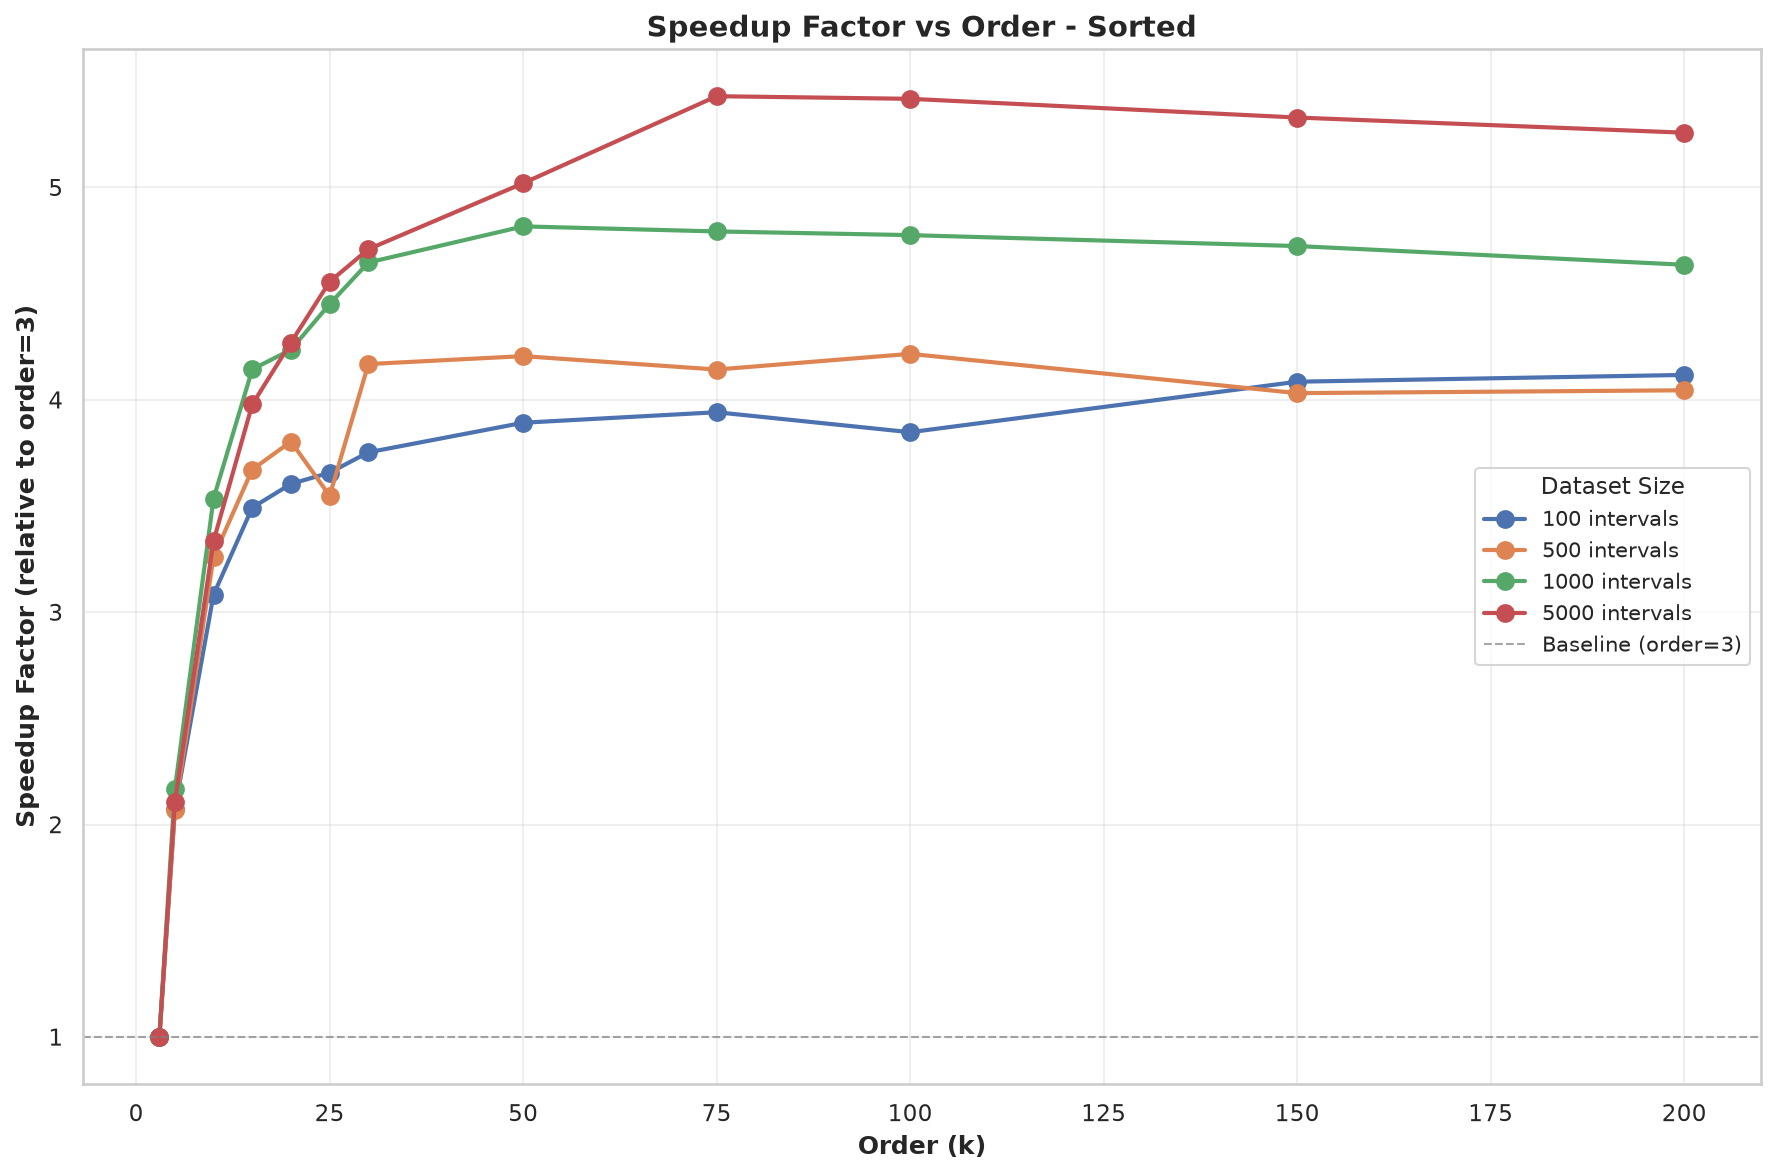 Speedup Factor vs Order - Sorted
Speedup Factor (relative to order=3)
5
4
3
2
1
Dataset Size
100 intervals
500 intervals
1000 intervals
5000 intervals
Baseline (order=3)
0 25 50 75 100 125 150 175 200
Order (k)